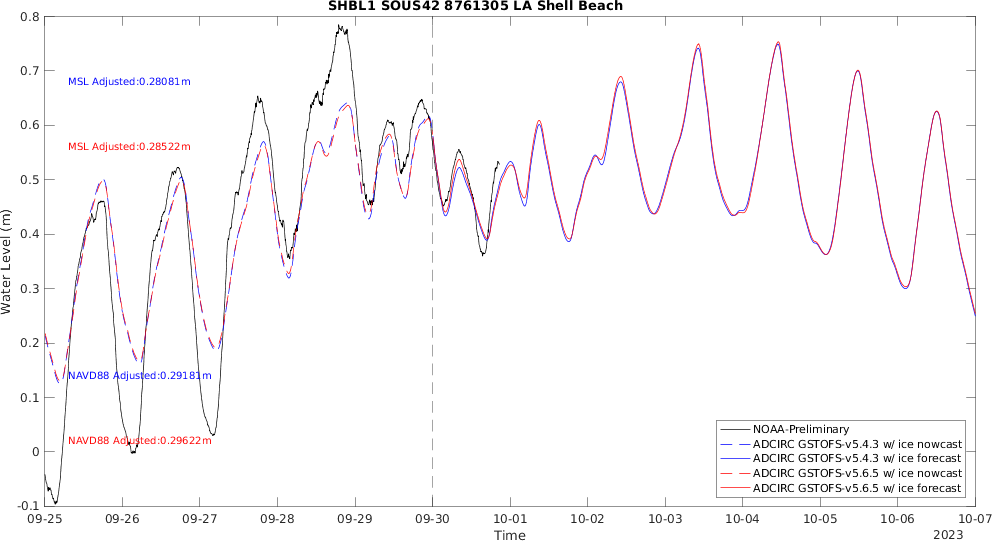 SHBL1 SOUS42 8761305 LA Shell Beach
0.8
0.7
0.6
0.5
0.4
0.3
0.2
0.1
0
-0.1
Water Level (m)
MSL Adjusted:0.28081m
MSL Adjusted:0.28522m
NAVD88 Adjusted:0.29181m
NAVD88 Adjusted:0.29622m
NOAA-Preliminary
ADCIRC GSTOFS-v5.4.3 w/ ice nowcast
ADCIRC GSTOFS-v5.4.3 w/ ice forecast
ADCIRC GSTOFS-v5.6.5 w/ ice nowcast
ADCIRC GSTOFS-v5.6.5 w/ ice forecast
09-25 09-26 09-27 09-28 09-29 09-30 10-01 10-02 10-03 10-04 10-05 10-06 10-07
Time
2023